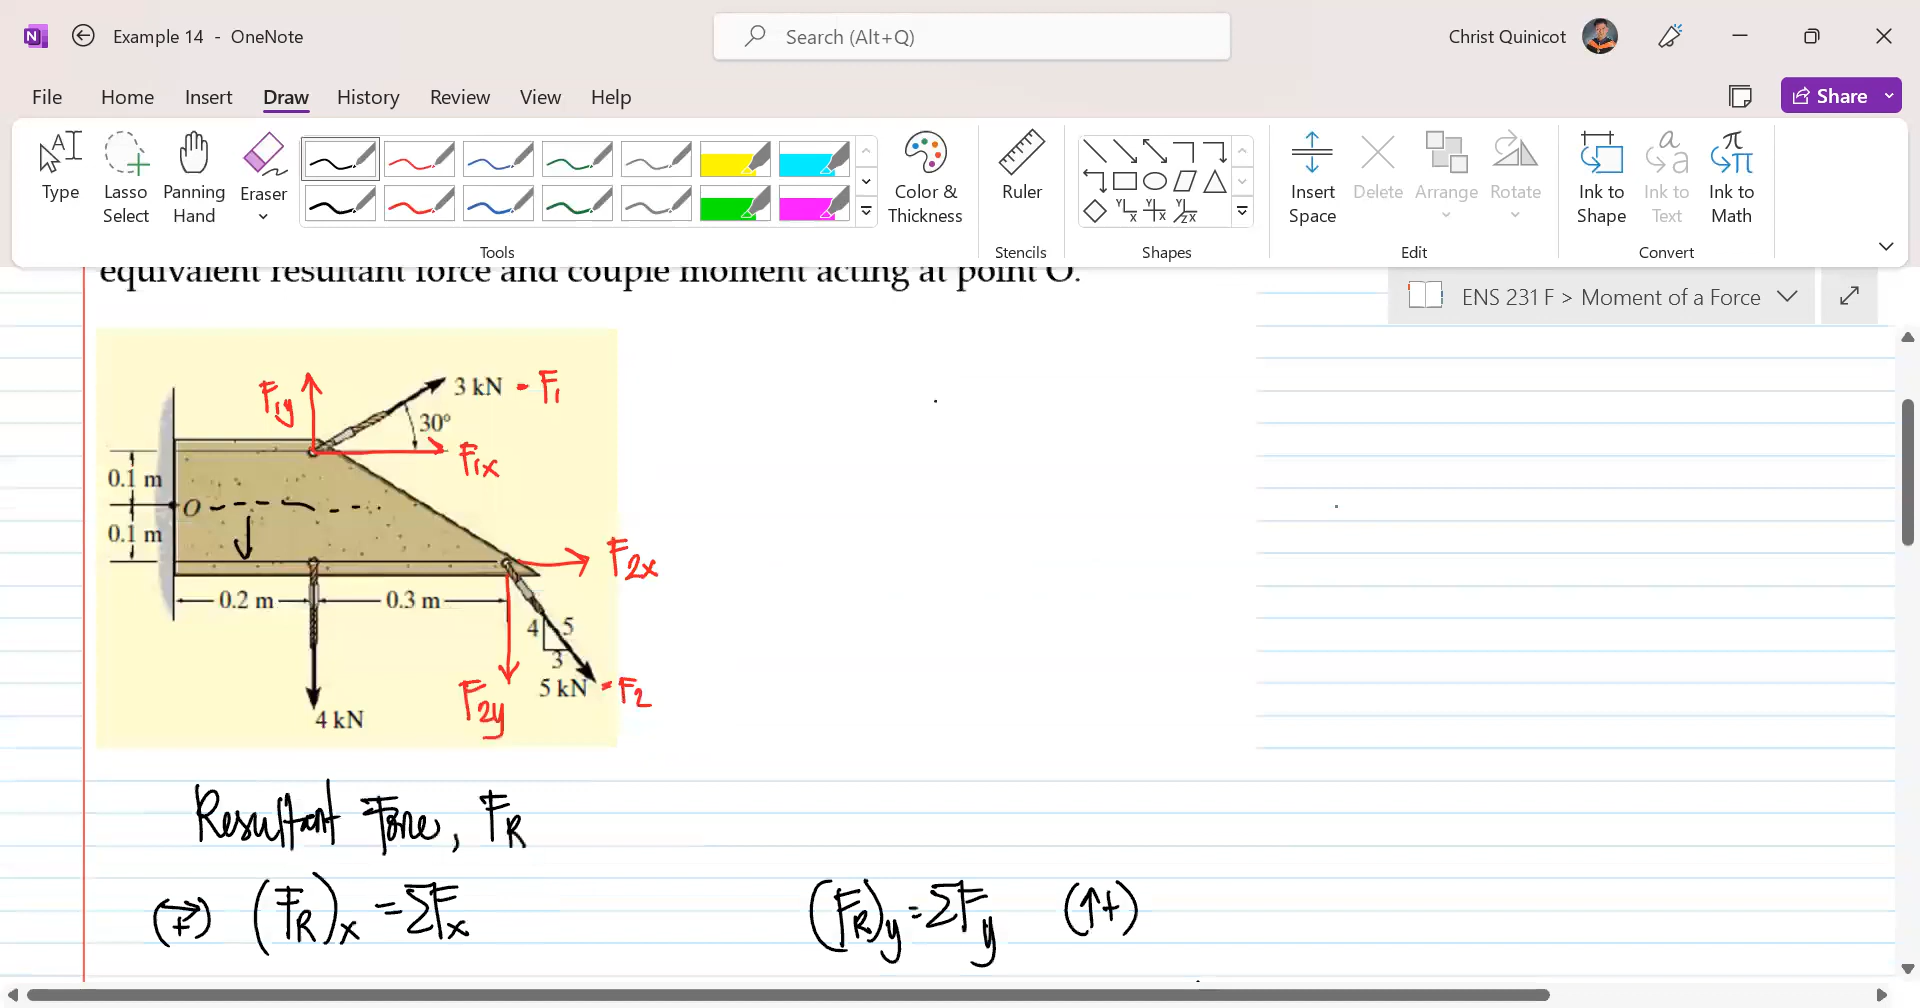 Example 14 - OneNote
Search (Alt+Q)
Christ Quinicot
File Home Insert Draw History Review View Help
Share
Type
Lasso Select
Panning Hand
Eraser
Color & Thickness
Ruler
Insert Space
Delete
Arrange
Rotate
Ink to Shape
Ink to Text
Ink to Math
Tools
Stencils
Shapes
Edit
Convert
equivalent resultant force and couple moment acting at point O.
ENS 231 F > Moment of a Force
F1y
3 kN = F1
30°
F1x
0.1 m
O
0.1 m
F2x
0.2 m
0.3 m
4 5
3
F2y
5 kN = F2
4 kN
Resultant Force, FR
(→+) (FR)x = ΣFx
(FR)y = ΣFy (↑+)